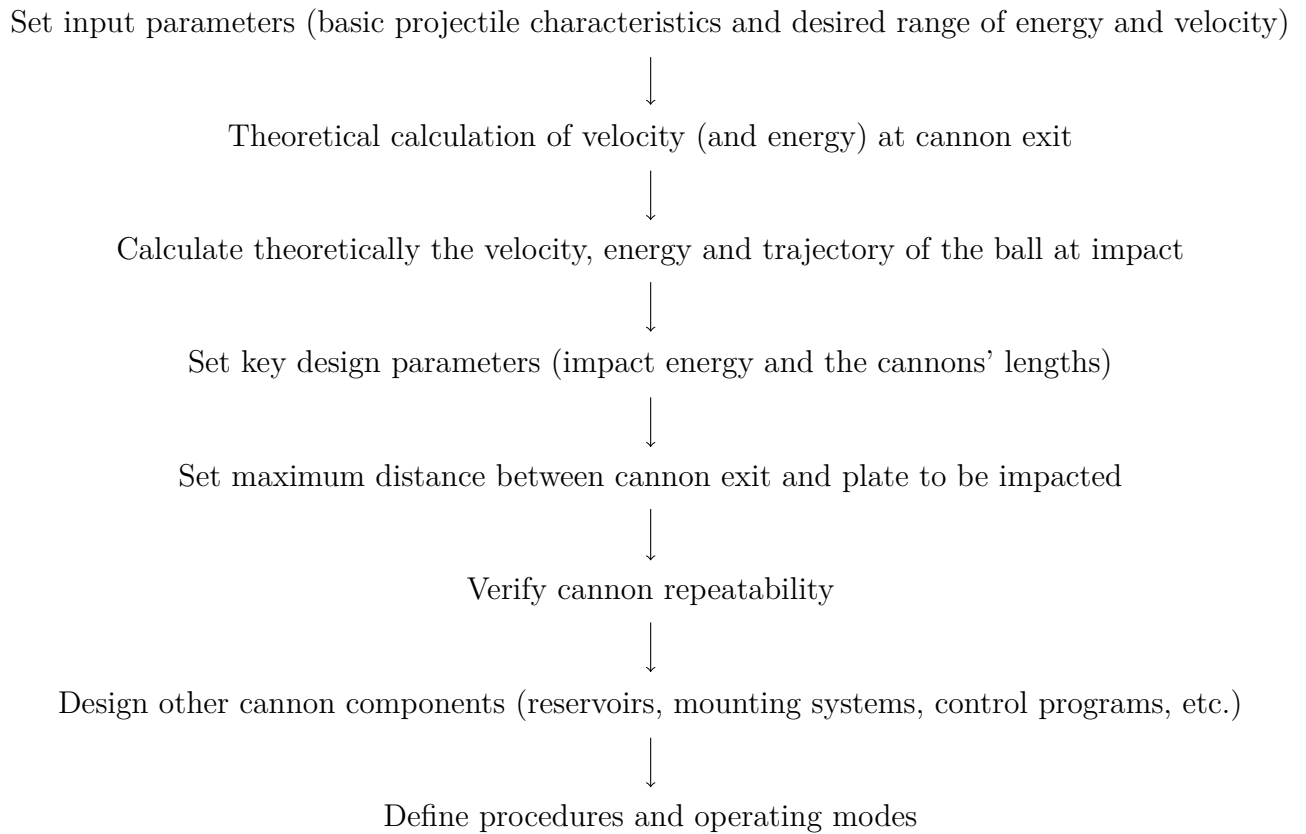 Set input parameters (basic projectile characteristics and desired range of energy and velocity)
Theoretical calculation of velocity (and energy) at cannon exit
Calculate theoretically the velocity, energy and trajectory of the ball at impact
Set key design parameters (impact energy and the cannons' lengths)
Set maximum distance between cannon exit and plate to be impacted
Verify cannon repeatability
Design other cannon components (reservoirs, mounting systems, control programs, etc.)
Define procedures and operating modes